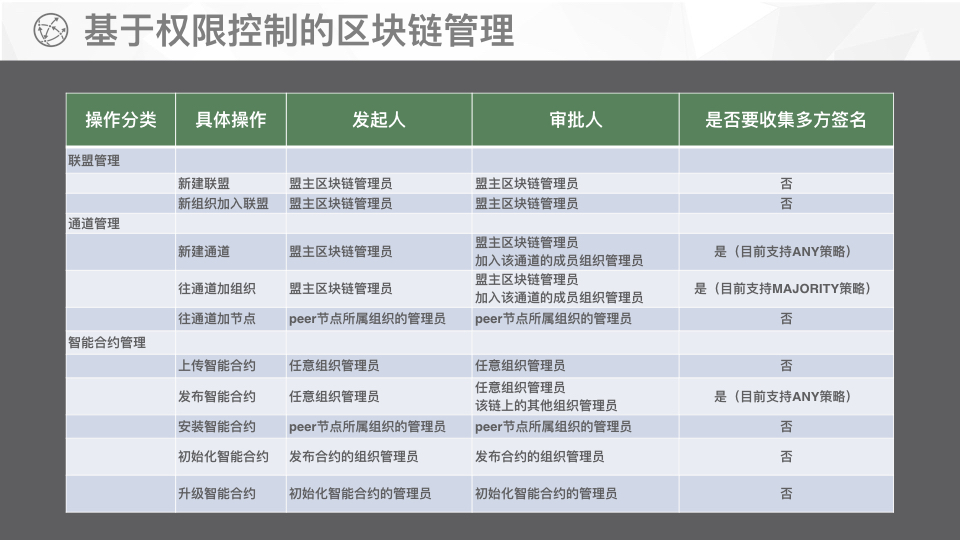 基于权限控制的区块链管理
操作分类 具体操作 发起人 审批人 是否要收集多方签名
联盟管理
新建联盟 盟主区块链管理员 盟主区块链管理员 否
新组织加入联盟 盟主区块链管理员 盟主区块链管理员 否
通道管理
新建通道 盟主区块链管理员 盟主区块链管理员 是（目前支持ANY策略）
加入该通道的成员组织管理员
往通道加组织 盟主区块链管理员 盟主区块链管理员 是（目前支持MAJORITY策略）
加入该通道的成员组织管理员
往通道加节点 peer节点所属组织的管理员 peer节点所属组织的管理员 否
智能合约管理
上传智能合约 任意组织管理员 任意组织管理员 否
发布智能合约 任意组织管理员 任意组织管理员 是（目前支持ANY策略）
该链上的其他组织管理员
安装智能合约 peer节点所属组织的管理员 peer节点所属组织的管理员 否
初始化智能合约 发布合约的组织管理员 发布合约的组织管理员 否
升级智能合约 初始化智能合约的管理员 初始化智能合约的管理员 否